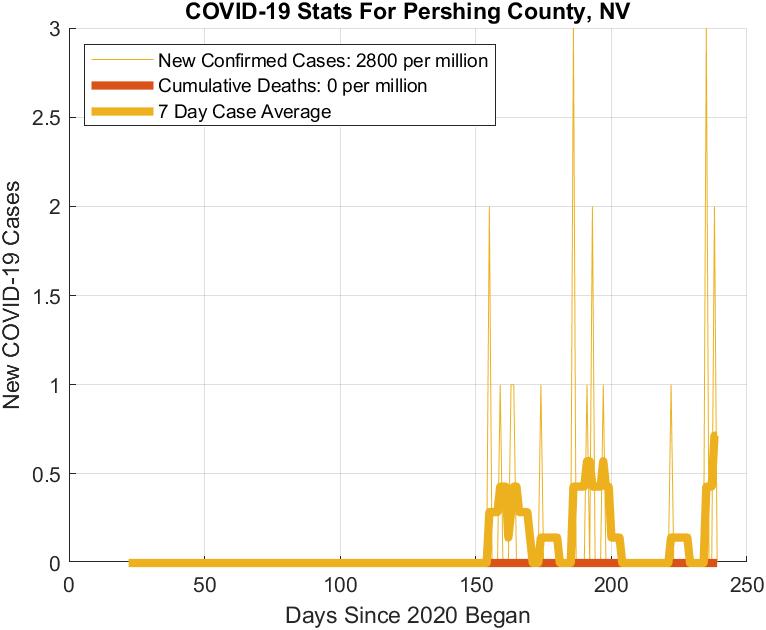 COVID-19 Stats For Pershing County, NV
New Confirmed Cases: 2800 per million
Cumulative Deaths: 0 per million
7 Day Case Average
New COVID-19 Cases
3
2.5
2
1.5
1
0.5
0
0 50 100 150 200 250
Days Since 2020 Began